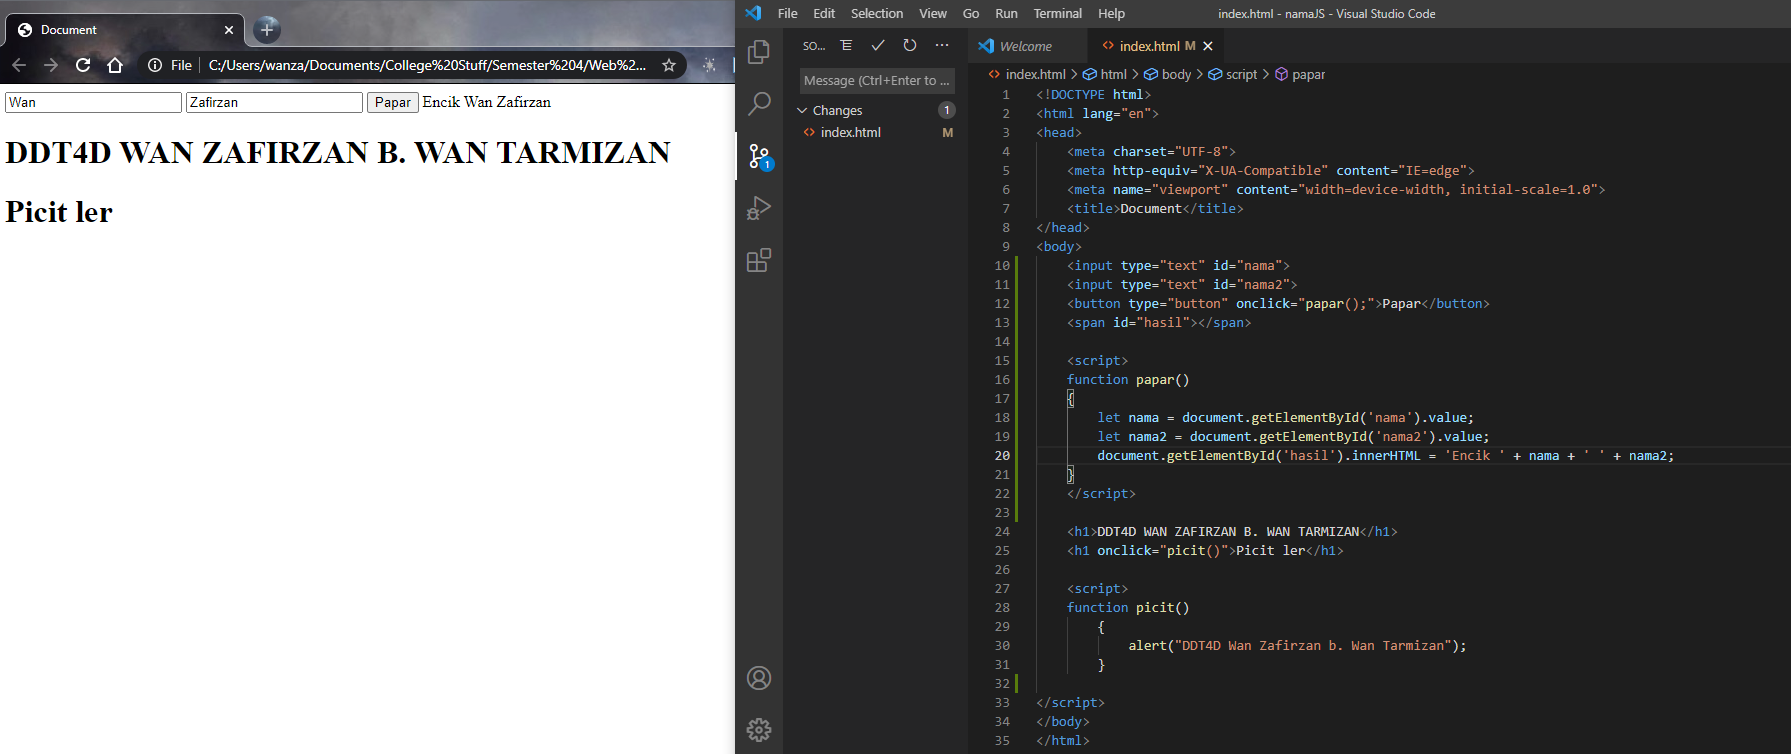 Document
File C:/Users/wanza/Documents/College%20Stuff/Semester%204/Web%2...
Wan Zafirzan Papar Encik Wan Zafirzan
DDT4D WAN ZAFIRZAN B. WAN TARMIZAN
Picit ler
File Edit Selection View Go Run Terminal Help index.html - namaJS - Visual Studio Code
SO...
Message (Ctrl+Enter to ...
Changes 1
index.html M
1
Welcome index.html M
index.html > html > body > script > papar
1 <!DOCTYPE html>
2 <html lang="en">
3 <head>
4 <meta charset="UTF-8">
5 <meta http-equiv="X-UA-Compatible" content="IE=edge">
6 <meta name="viewport" content="width=device-width, initial-scale=1.0">
7 <title>Document</title>
8 </head>
9 <body>
10 <input type="text" id="nama">
11 <input type="text" id="nama2">
12 <button type="button" onclick="papar();">Papar</button>
13 <span id="hasil"></span>
14
15 <script>
16 function papar()
17 {
18 let nama = document.getElementById('nama').value;
19 let nama2 = document.getElementById('nama2').value;
20 document.getElementById('hasil').innerHTML = 'Encik ' + nama + ' ' + nama2;
21 }
22 </script>
23
24 <h1>DDT4D WAN ZAFIRZAN B. WAN TARMIZAN</h1>
25 <h1 onclick="picit()">Picit ler</h1>
26
27 <script>
28 function picit()
29 {
30 alert("DDT4D Wan Zafirzan b. Wan Tarmizan");
31 }
32
33 </script>
34 </body>
35 </html>